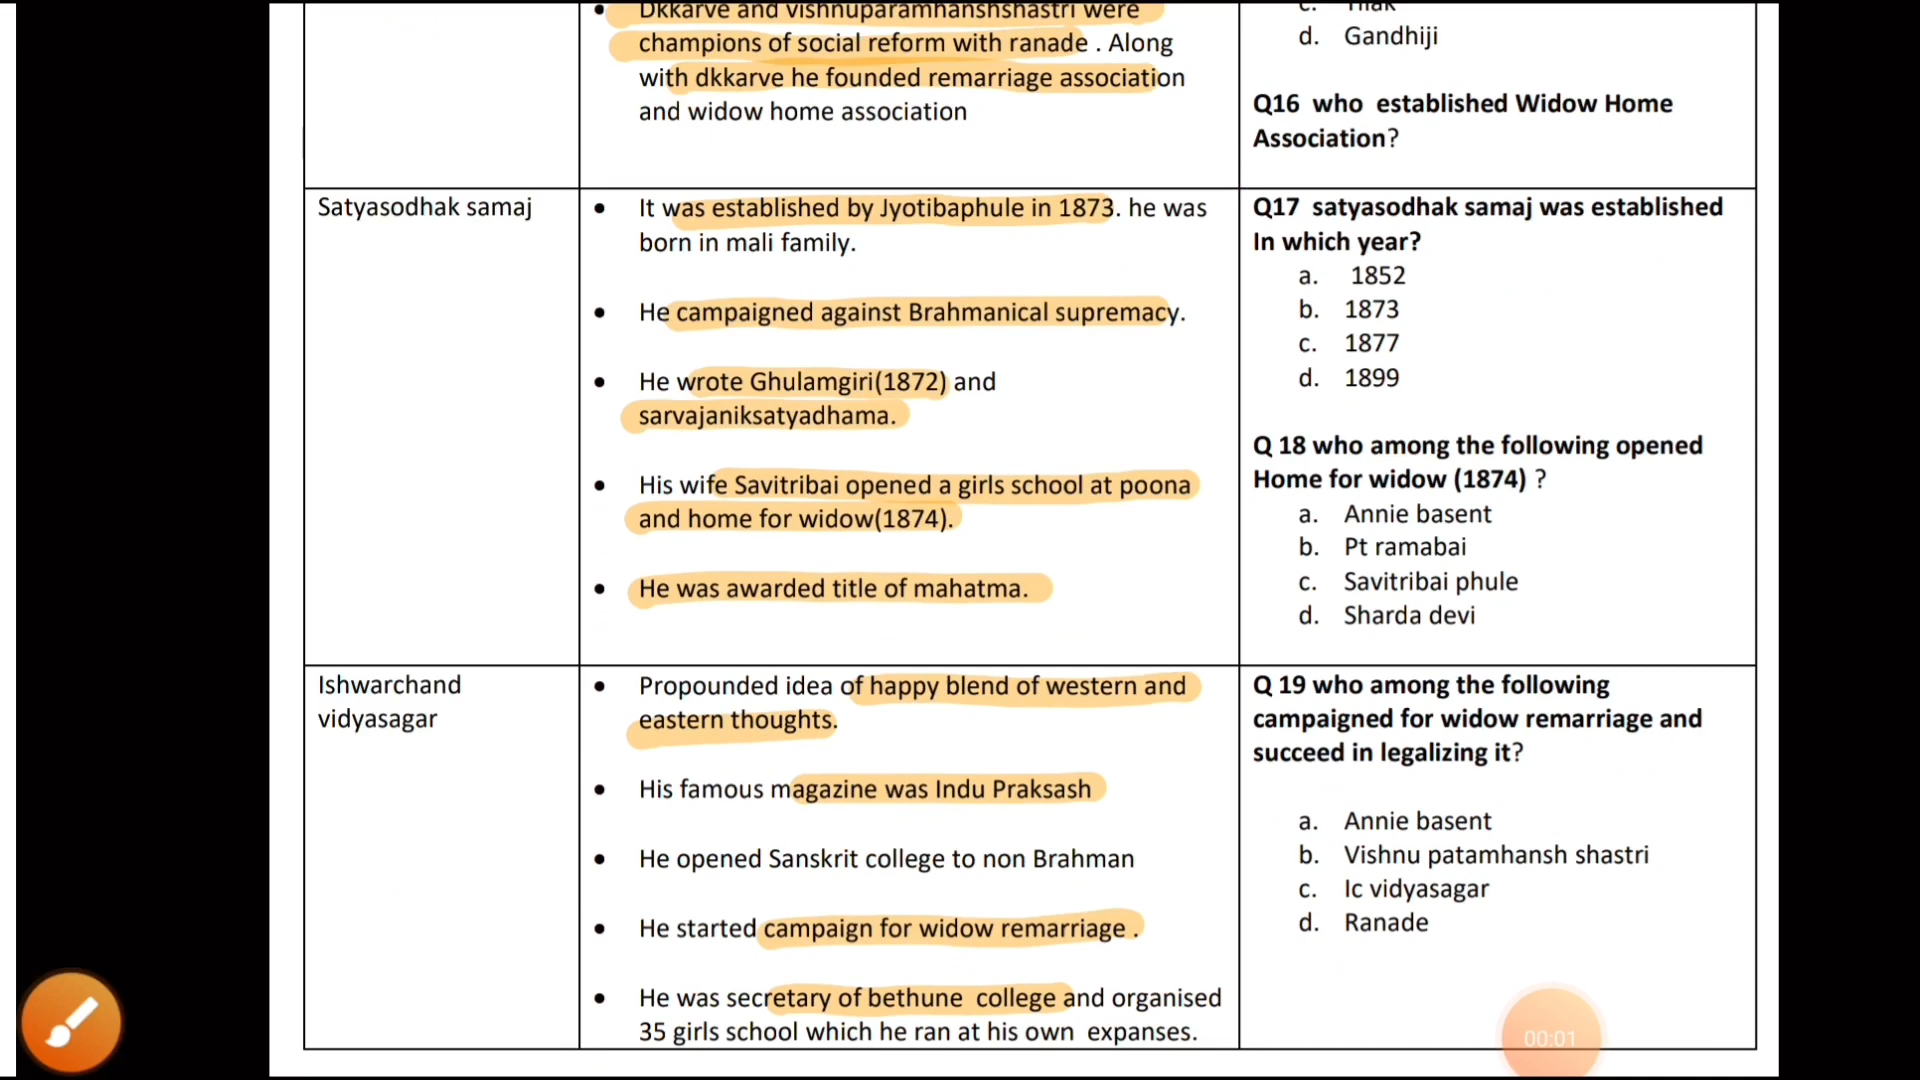 Dkkarve and vishnuparamhanshshastri were
champions of social reform with ranade . Along
with dkkarve he founded remarriage association
and widow home association
c. Tilak
d. Gandhiji
Q16 who established Widow Home
Association?
Satyasodhak samaj
It was established by Jyotibaphule in 1873. he was
born in mali family.
He campaigned against Brahmanical supremacy.
He wrote Ghulamgiri(1872) and
sarvajaniksatyadhama.
His wife Savitribai opened a girls school at poona
and home for widow(1874).
He was awarded title of mahatma.
Q17 satyasodhak samaj was established
In which year?
a. 1852
b. 1873
c. 1877
d. 1899
Q 18 who among the following opened
Home for widow (1874) ?
a. Annie basent
b. Pt ramabai
c. Savitribai phule
d. Sharda devi
Ishwarchand
vidyasagar
Propounded idea of happy blend of western and
eastern thoughts.
His famous magazine was Indu Praksash
He opened Sanskrit college to non Brahman
He started campaign for widow remarriage .
He was secretary of bethune college and organised
35 girls school which he ran at his own expanses.
Q 19 who among the following
campaigned for widow remarriage and
succeed in legalizing it?
a. Annie basent
b. Vishnu patamhansh shastri
c. Ic vidyasagar
d. Ranade
00:01